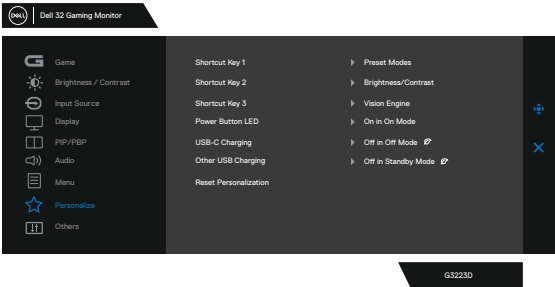 DELL Dell 32 Gaming Monitor
Game
Brightness / Contrast
Input Source
Display
PIP/PBP
Audio
Menu
Personalize
Others
Shortcut Key 1 Preset Modes
Shortcut Key 2 Brightness/Contrast
Shortcut Key 3 Vision Engine
Power Button LED On in On Mode
USB-C Charging Off in Off Mode
Other USB Charging Off in Standby Mode
Reset Personalization
G3223D